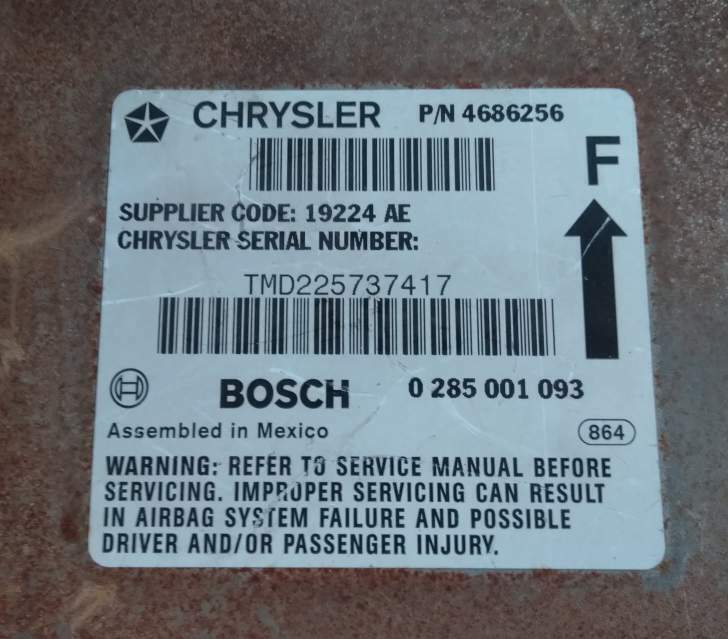 CHRYSLER P/N 4686256
F
SUPPLIER CODE: 19224 AE
CHRYSLER SERIAL NUMBER:
TMD225737417
BOSCH 0 285 001 093
Assembled in Mexico 864
WARNING: REFER TO SERVICE MANUAL BEFORE
SERVICING. IMPROPER SERVICING CAN RESULT
IN AIRBAG SYSTEM FAILURE AND POSSIBLE
DRIVER AND/OR PASSENGER INJURY.